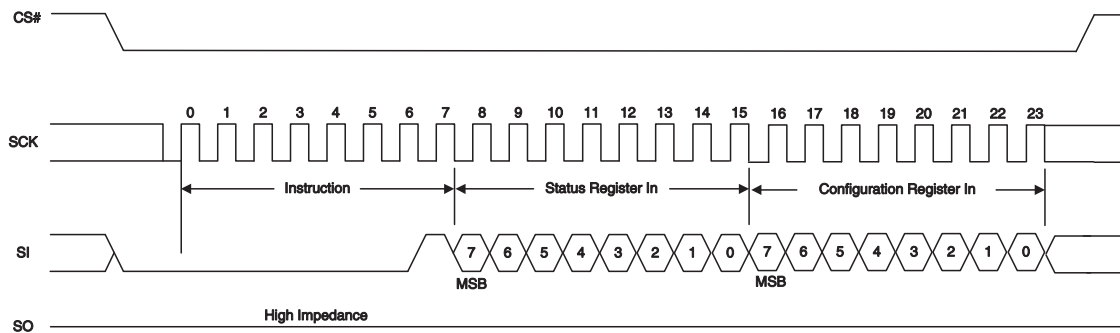 CS#
0 1 2 3 4 5 6 7 8 9 10 11 12 13 14 15 16 17 18 19 20 21 22 23
SCK
Instruction Status Register In Configuration Register In
SI 7 6 5 4 3 2 1 0 7 6 5 4 3 2 1 0
MSB MSB
High Impedance
SO